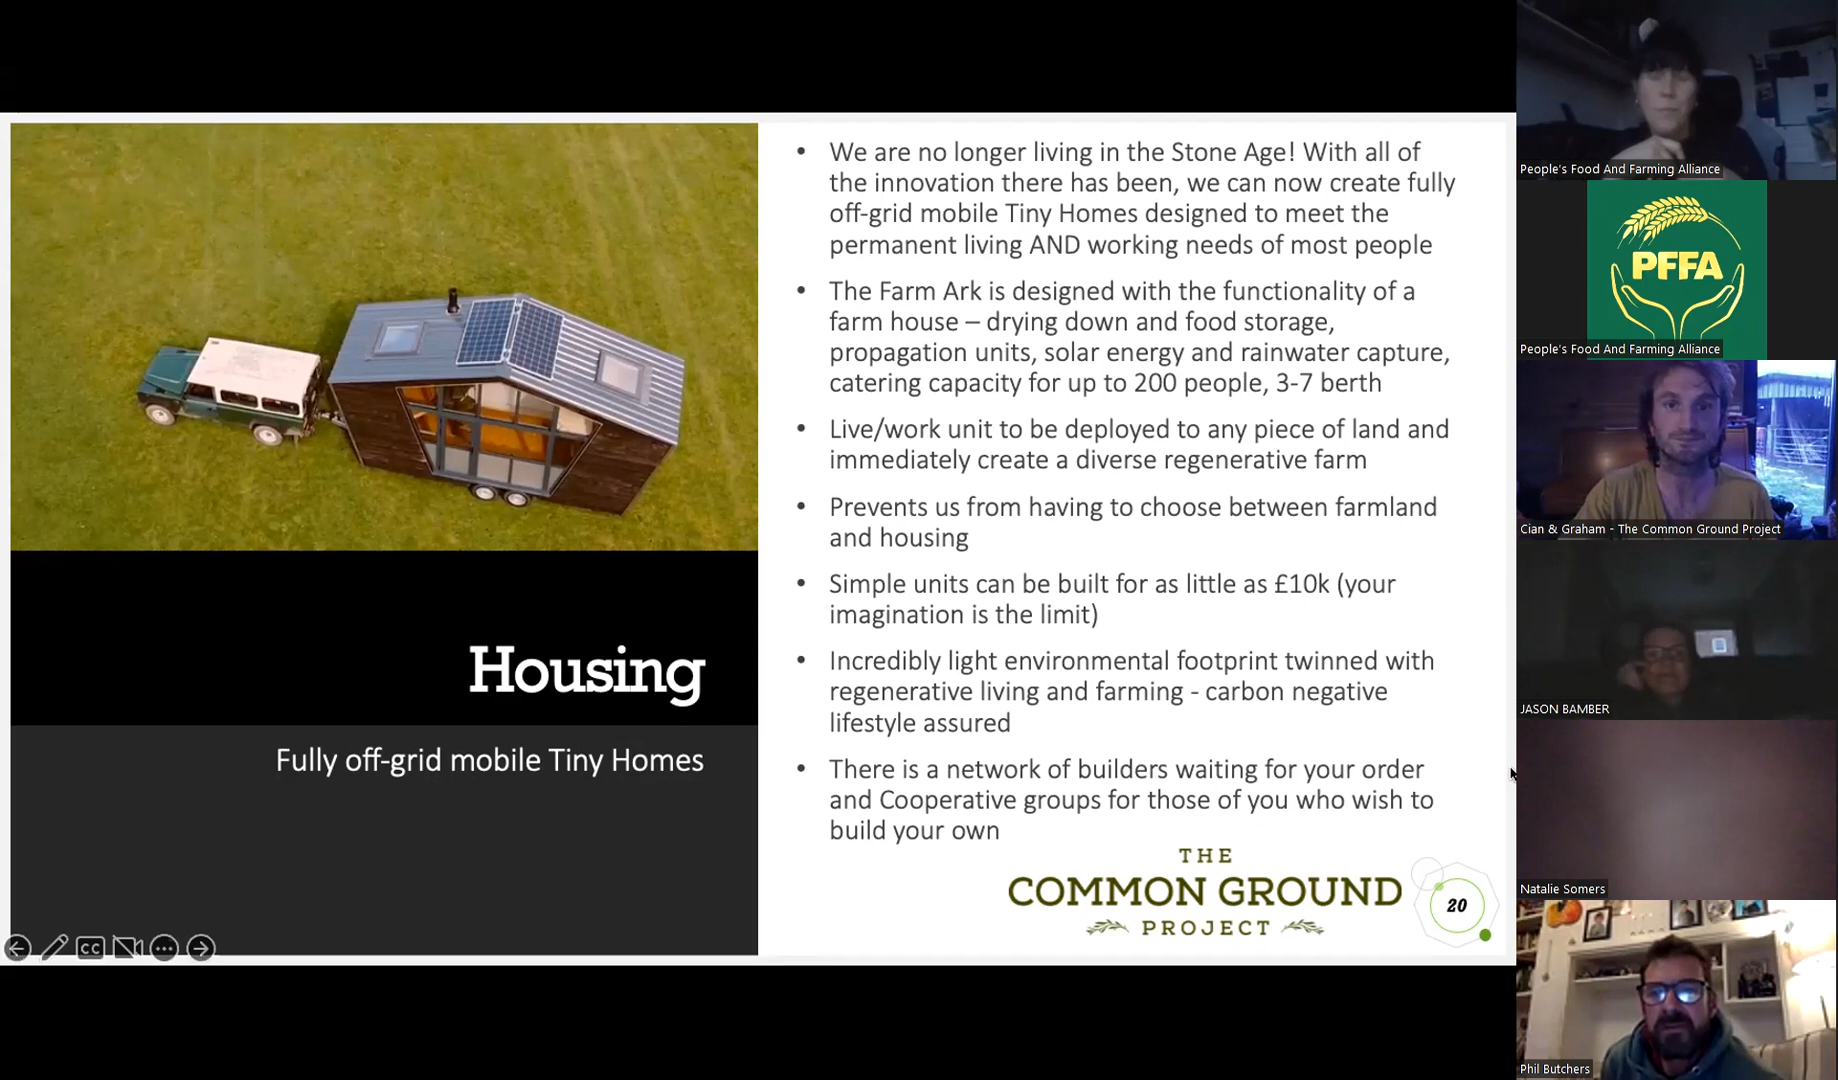 Housing
Fully off-grid mobile Tiny Homes
• We are no longer living in the Stone Age! With all of
the innovation there has been, we can now create fully
off-grid mobile Tiny Homes designed to meet the
permanent living AND working needs of most people
• The Farm Ark is designed with the functionality of a
farm house – drying down and food storage,
propagation units, solar energy and rainwater capture,
catering capacity for up to 200 people, 3-7 berth
• Live/work unit to be deployed to any piece of land and
immediately create a diverse regenerative farm
• Prevents us from having to choose between farmland
and housing
• Simple units can be built for as little as £10k (your
imagination is the limit)
• Incredibly light environmental footprint twinned with
regenerative living and farming - carbon negative
lifestyle assured
• There is a network of builders waiting for your order
and Cooperative groups for those of you who wish to
build your own
THE
COMMON GROUND
PROJECT
20
CC
People's Food And Farming Alliance
PFFA
People's Food And Farming Alliance
Cian & Graham - The Common Ground Project
JASON BAMBER
Natalie Somers
Phil Butchers